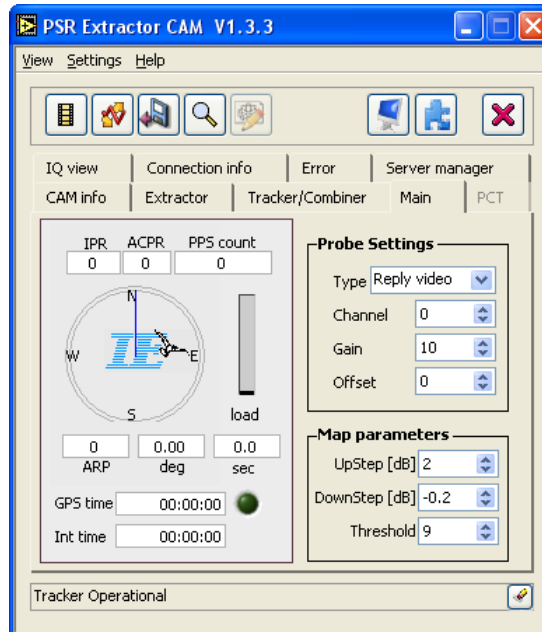 PSR Extractor CAM V1.3.3
View Settings Help
IQ view Connection info Error Server manager
CAM info Extractor Tracker/Combiner Main PCT
IPR ACPR PPS count
0 0 0
N
W E
S
IE
load
0 0.00 0.0
ARP deg sec
GPS time 00:00:00
Int time 00:00:00
Probe Settings
Type Reply video
Channel 0
Gain 10
Offset 0
Map parameters
UpStep [dB] 2
DownStep [dB] -0.2
Threshold 9
Tracker Operational